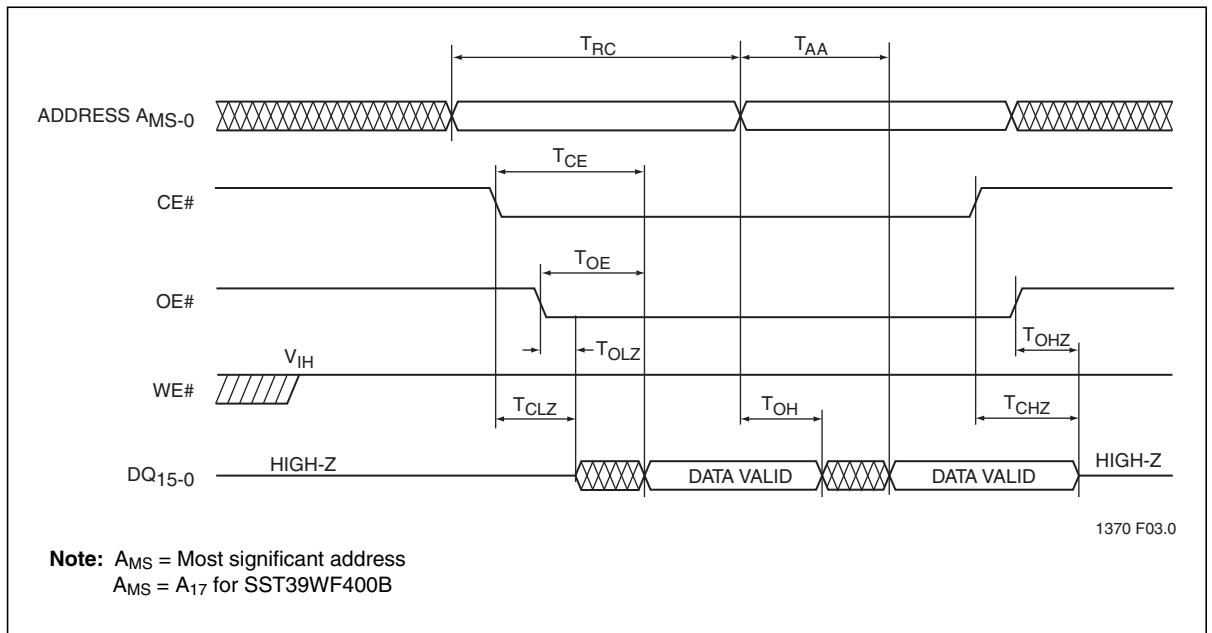 TRC TAA
ADDRESS AMS-0
TCE
CE#
TOE
OE#
TOLZ TOHZ
VIH
WE#
TCLZ TOH TCHZ
DQ15-0 HIGH-Z DATA VALID DATA VALID HIGH-Z
1370 F03.0
Note: AMS = Most significant address
AMS = A17 for SST39WF400B